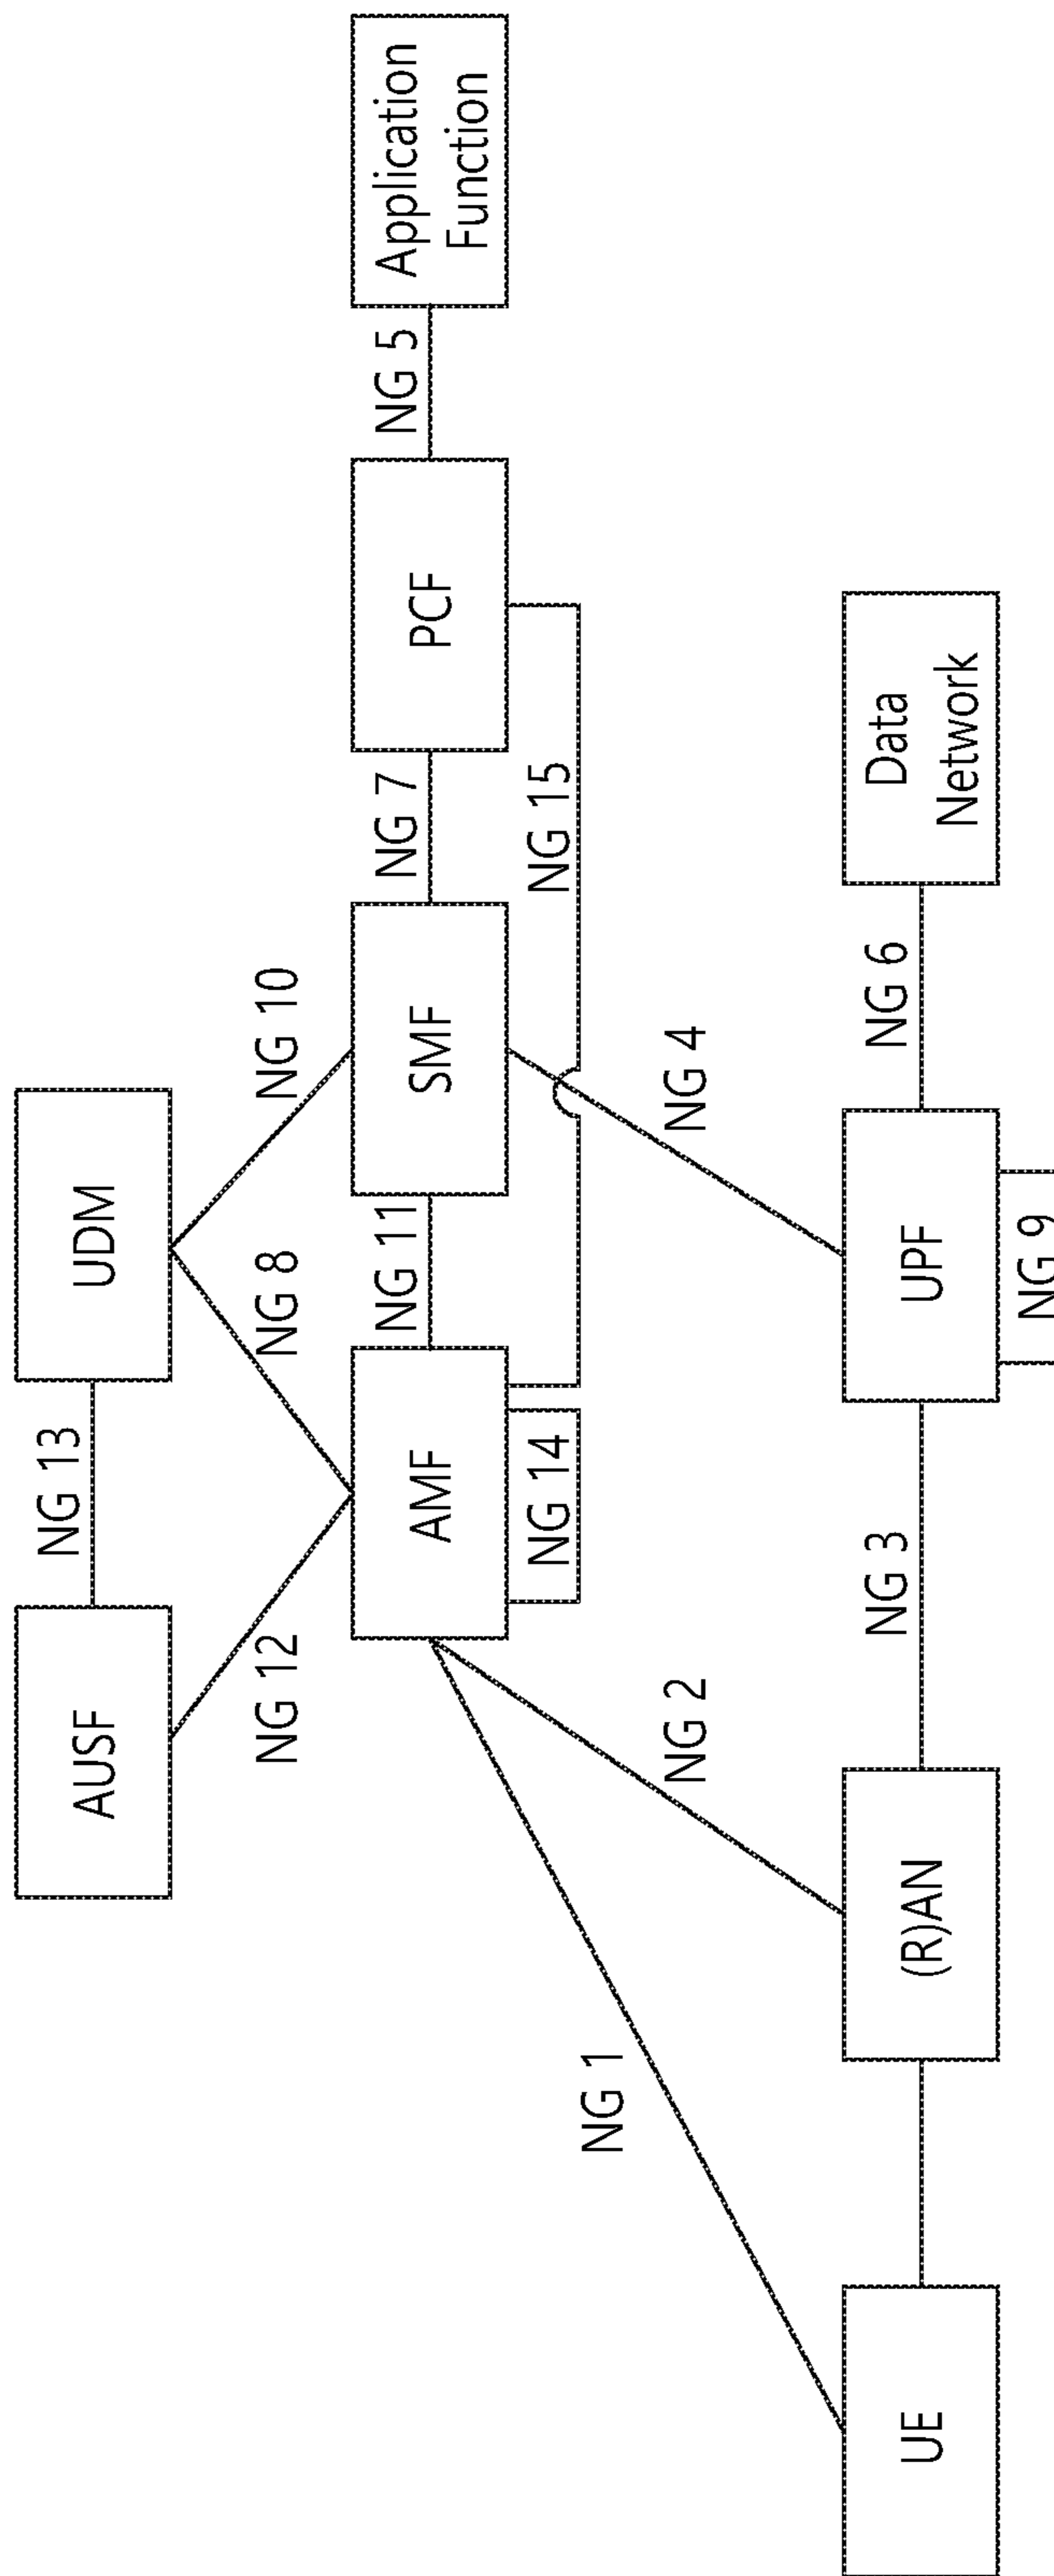 AUSF
NG 13
UDM
NG 12
NG 8
NG 10
AMF
NG 11
SMF
NG 7
PCF
NG 5
Application
Function
NG 14
NG 15
NG 1
NG 2
NG 4
UE
(R)AN
NG 3
UPF
NG 6
Data
Network
NG 9